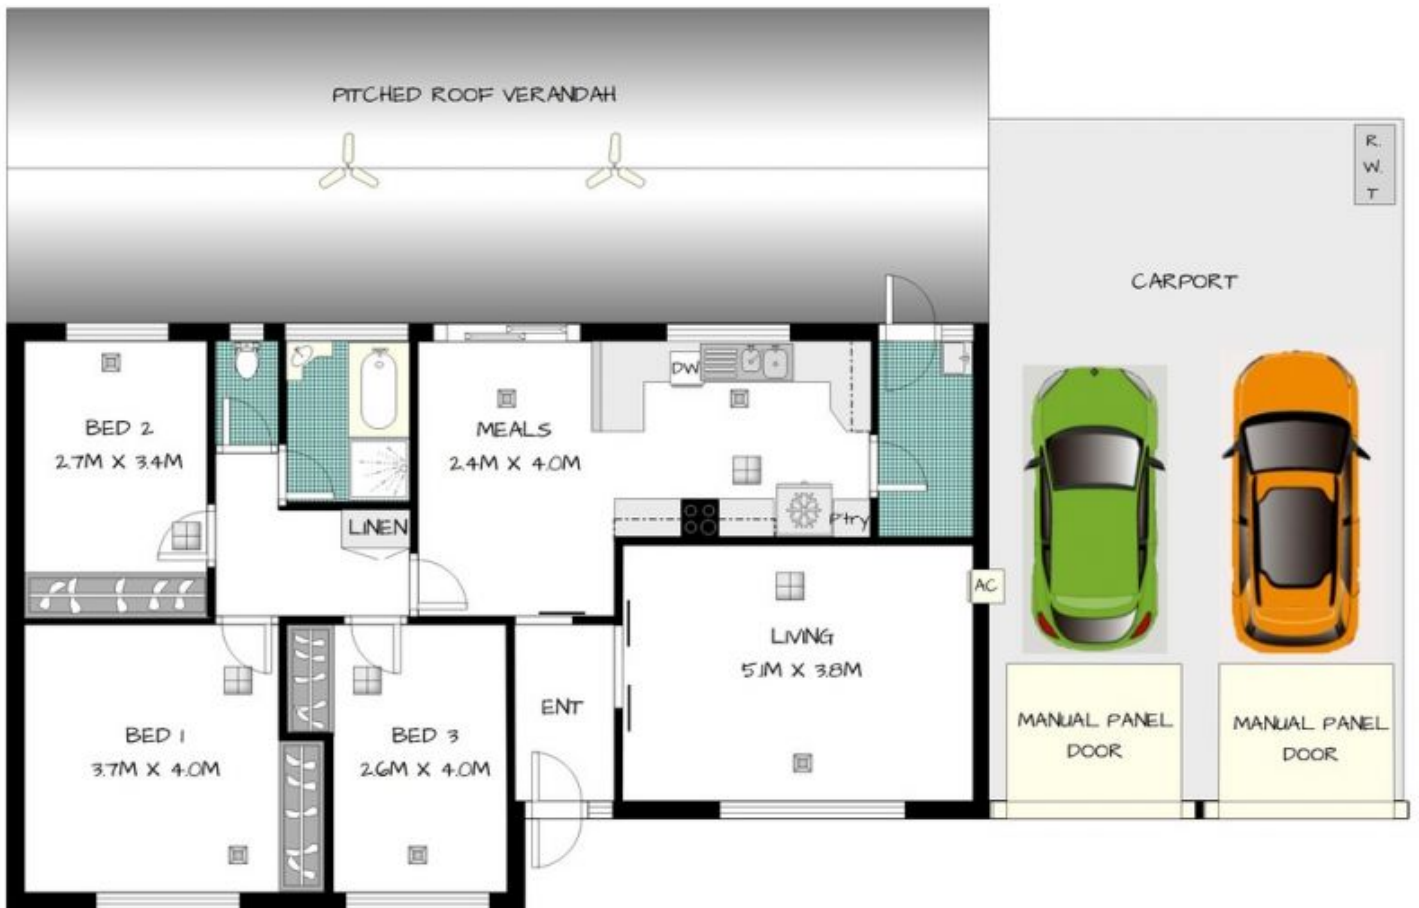 PITCHED ROOF VERANDAH
R.
W.
T
CARPORT
DW
BED 2
2.7M X 3.4M
MEALS
2.4M X 4.0M
LINEN
P'try
AC
LIVING
5.1M X 3.8M
ENT
BED 1
3.7M X 4.0M
BED 3
2.6M X 4.0M
MANUAL PANEL
DOOR
MANUAL PANEL
DOOR